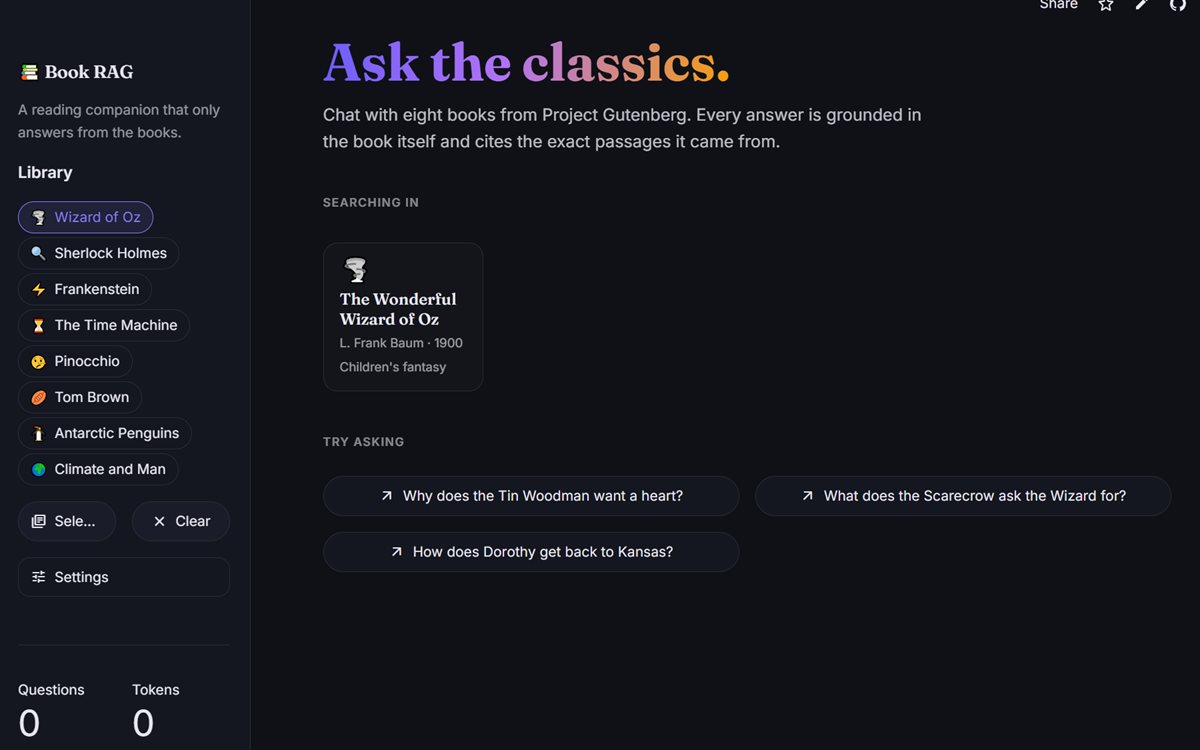 Share
Book RAG
A reading companion that only
answers from the books.
Library
Wizard of Oz
Sherlock Holmes
Frankenstein
The Time Machine
Pinocchio
Tom Brown
Antarctic Penguins
Climate and Man
Sele...
Clear
Settings
Questions
Tokens
0
0
Ask the classics.
Chat with eight books from Project Gutenberg. Every answer is grounded in
the book itself and cites the exact passages it came from.
SEARCHING IN
The Wonderful
Wizard of Oz
L. Frank Baum · 1900
Children's fantasy
TRY ASKING
Why does the Tin Woodman want a heart?
What does the Scarecrow ask the Wizard for?
How does Dorothy get back to Kansas?